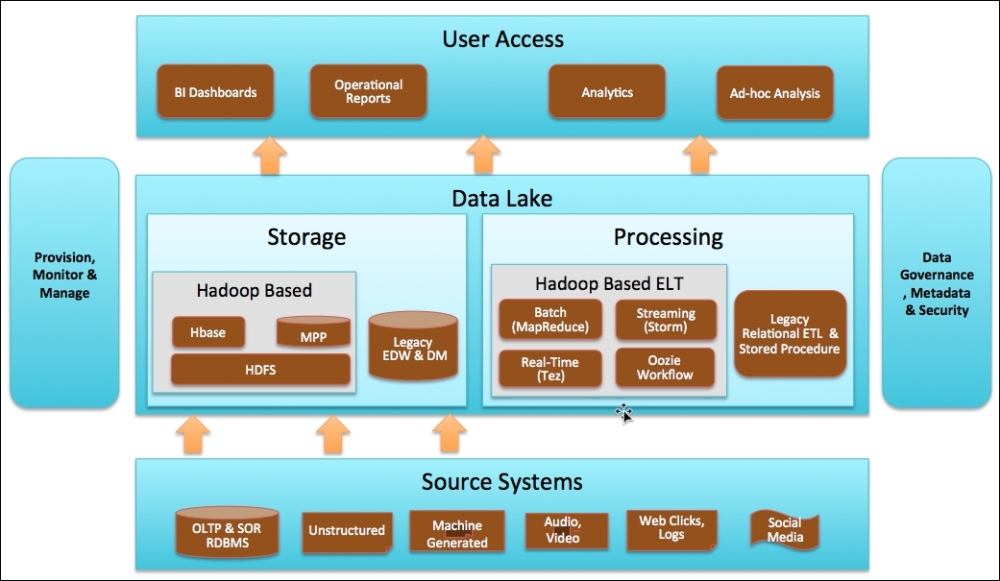 User Access
BI Dashboards
Operational
Reports
Analytics
Ad-hoc Analysis
Provision,
Monitor &
Manage
Data Lake
Storage
Hadoop Based
Hbase
MPP
HDFS
Legacy
EDW & DM
Processing
Hadoop Based ELT
Batch
(MapReduce)
Streaming
(Storm)
Real-Time
(Tez)
Oozie
Workflow
Legacy
Relational ETL &
Stored Procedure
Data
Governance
, Metadata
& Security
Source Systems
OLTP & SOR
RDBMS
Unstructured
Machine
Generated
Audio,
Video
Web Clicks,
Logs
Social
Media